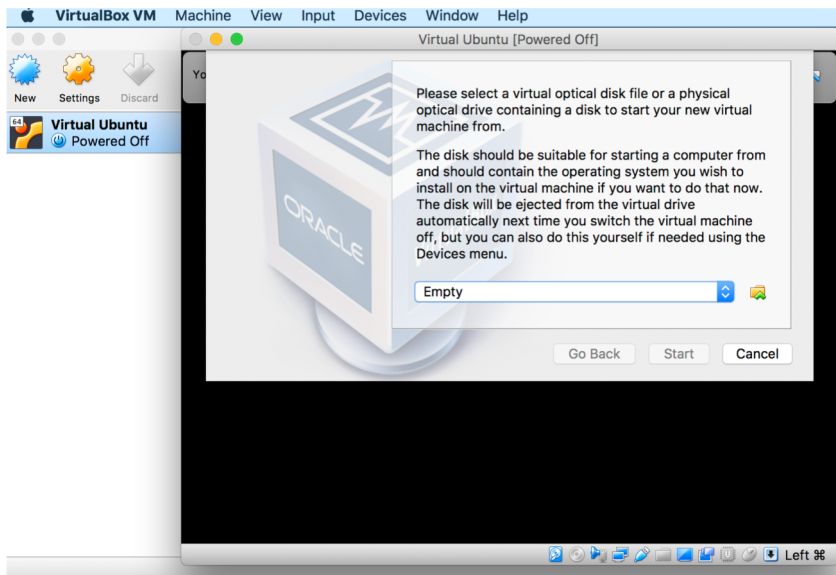 VirtualBox VM Machine View Input Devices Window Help
Virtual Ubuntu [Powered Off]
New Settings Discard
64
Virtual Ubuntu
Powered Off
Yo
Please select a virtual optical disk file or a physical
optical drive containing a disk to start your new virtual
machine from.
The disk should be suitable for starting a computer from
and should contain the operating system you wish to
install on the virtual machine if you want to do that now.
The disk will be ejected from the virtual drive
automatically next time you switch the virtual machine
off, but you can also do this yourself if needed using the
Devices menu.
ORACLE
Empty
Go Back Start Cancel
Left ⌘